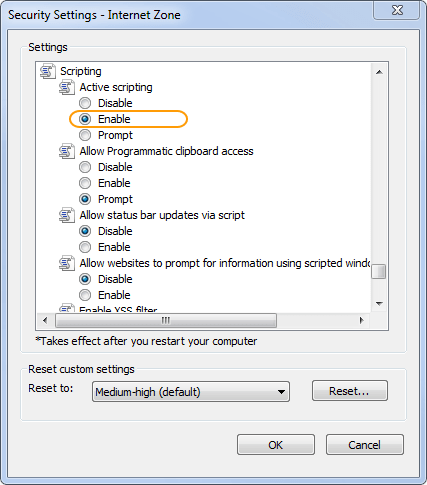 Security Settings - Internet Zone
Settings
Scripting
Active scripting
Disable
Enable
Prompt
Allow Programmatic clipboard access
Disable
Enable
Prompt
Allow status bar updates via script
Disable
Enable
Allow websites to prompt for information using scripted windo
Disable
Enable
Enable XSS filter
*Takes effect after you restart your computer
Reset custom settings
Reset to:
Medium-high (default)
Reset...
OK
Cancel